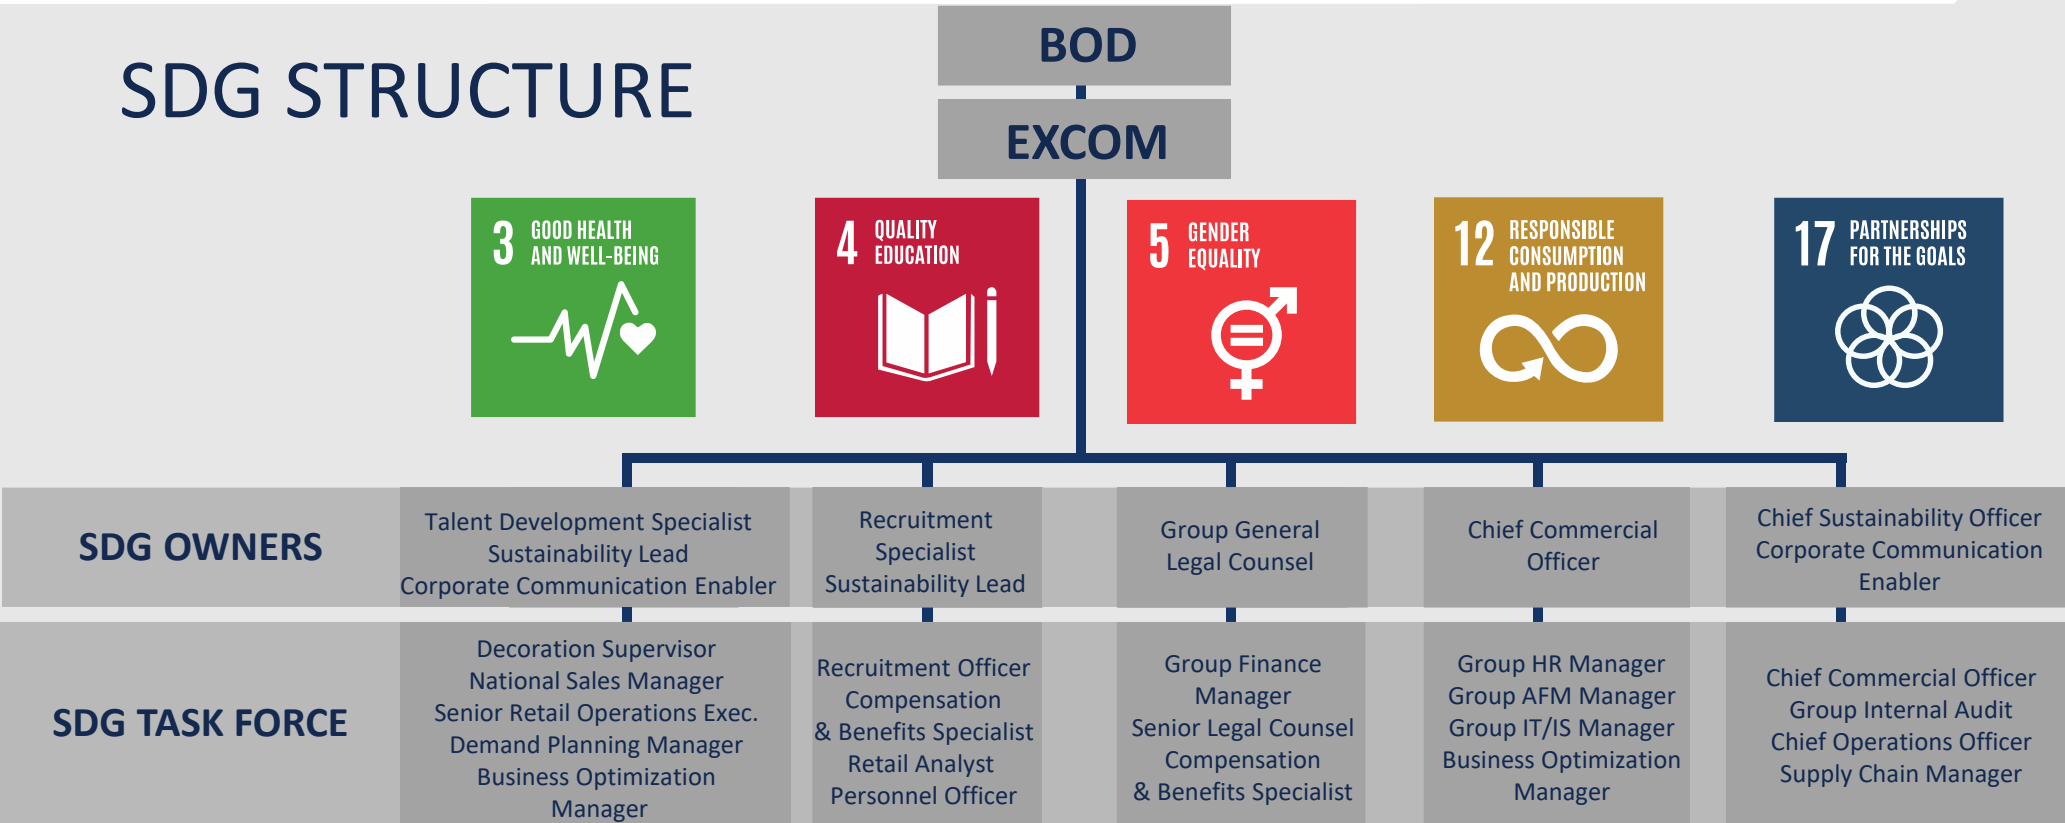 SDG STRUCTURE
BOD
EXCOM
3 GOOD HEALTH
AND WELL-BEING
4 QUALITY
EDUCATION
5 GENDER
EQUALITY
12 RESPONSIBLE
CONSUMPTION
AND PRODUCTION
17 PARTNERSHIPS
FOR THE GOALS
SDG OWNERS
Talent Development Specialist
Sustainability Lead
Corporate Communication Enabler
Recruitment
Specialist
Sustainability Lead
Group General
Legal Counsel
Chief Commercial
Officer
Chief Sustainability Officer
Corporate Communication
Enabler
SDG TASK FORCE
Decoration Supervisor
National Sales Manager
Senior Retail Operations Exec.
Demand Planning Manager
Business Optimization
Manager
Recruitment Officer
Compensation
& Benefits Specialist
Retail Analyst
Personnel Officer
Group Finance
Manager
Senior Legal Counsel
Compensation
& Benefits Specialist
Group HR Manager
Group AFM Manager
Group IT/IS Manager
Business Optimization
Manager
Chief Commercial Officer
Group Internal Audit
Chief Operations Officer
Supply Chain Manager